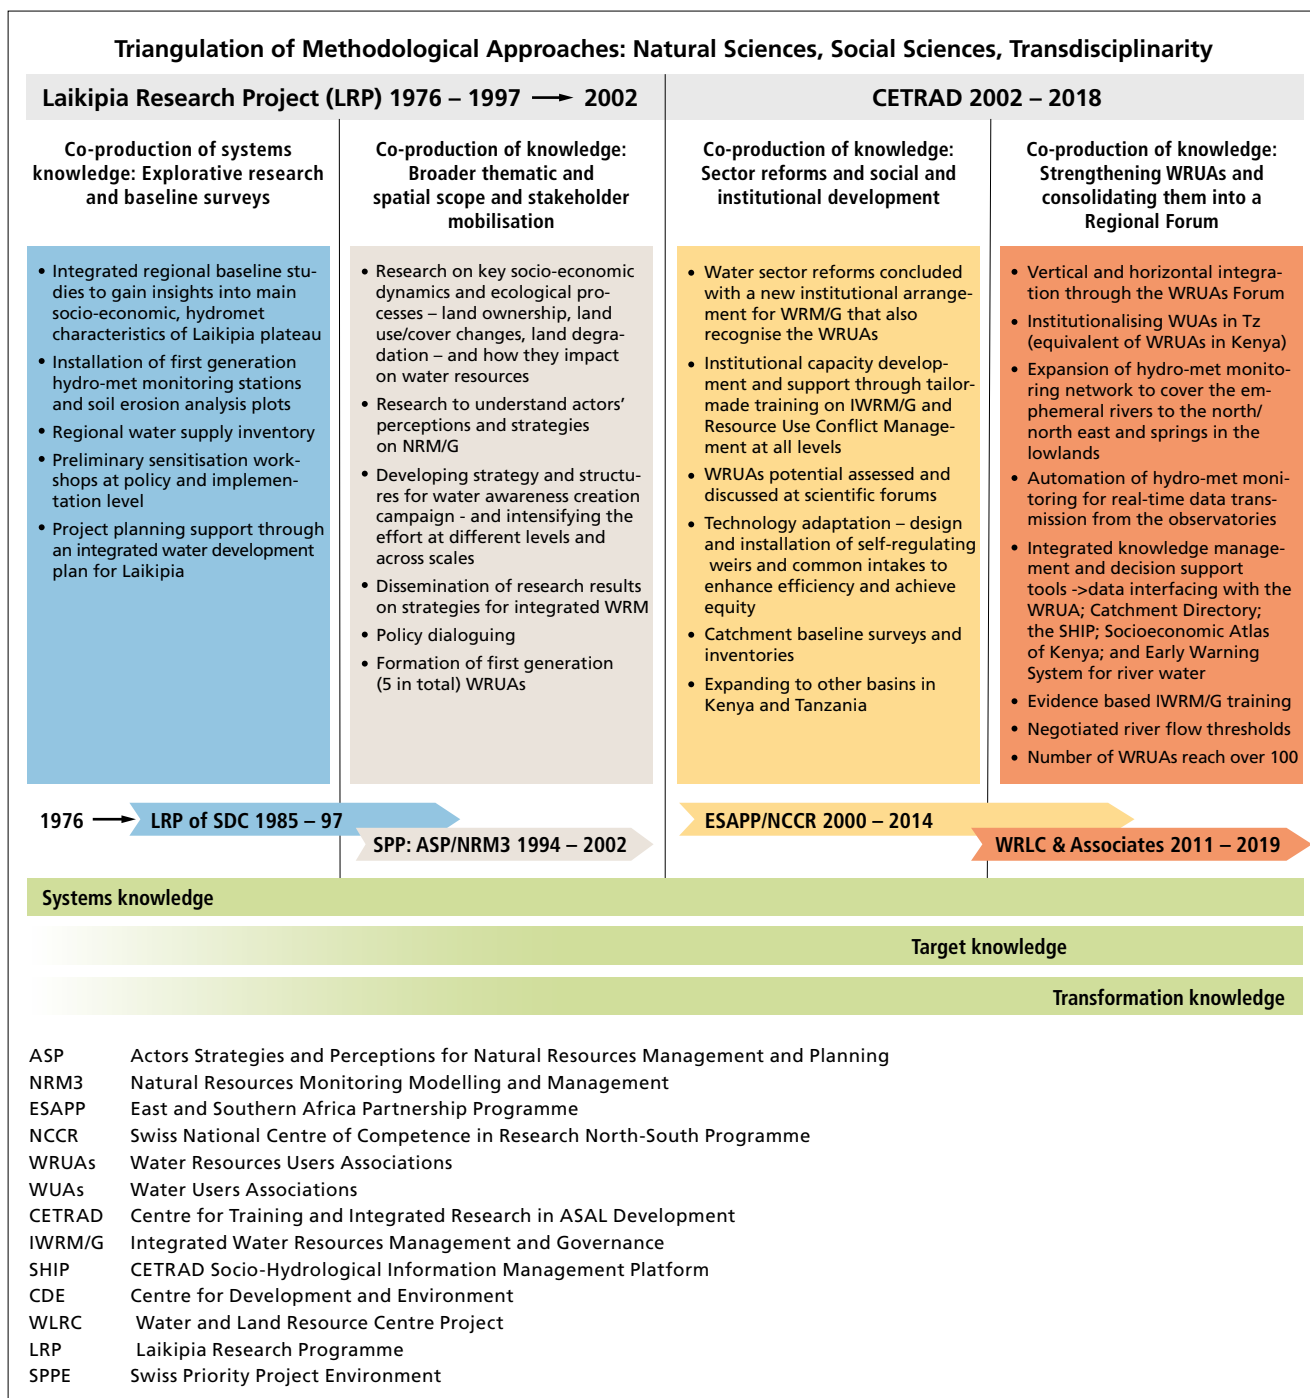 Triangulation of Methodological Approaches: Natural Sciences, Social Sciences, Transdisciplinarity
Laikipia Research Project (LRP) 1976 – 1997 → 2002
CETRAD 2002 – 2018
Co-production of systems
knowledge: Explorative research
and baseline surveys
Co-production of knowledge:
Broader thematic and
spatial scope and stakeholder
mobilisation
Co-production of knowledge:
Sector reforms and social and
institutional development
Co-production of knowledge:
Strengthening WRUAs and
consolidating them into a
Regional Forum
• Integrated regional baseline stu-
dies to gain insights into main
socio-economic, hydromet
characteristics of Laikipia plateau
• Installation of first generation
hydro-met monitoring stations
and soil erosion analysis plots
• Regional water supply inventory
• Preliminary sensitisation work-
shops at policy and implemen-
tation level
• Project planning support through
an integrated water development
plan for Laikipia
• Research on key socio-economic
dynamics and ecological pro-
cesses – land ownership, land
use/cover changes, land degra-
dation – and how they impact
on water resources
• Research to understand actors’
perceptions and strategies
on NRM/G
• Developing strategy and structu-
res for water awareness creation
campaign - and intensifying the
effort at different levels and
across scales
• Dissemination of research results
on strategies for integrated WRM
• Policy dialoguing
• Formation of first generation
(5 in total) WRUAs
• Water sector reforms concluded
with a new institutional arrange-
ment for WRM/G that also
recognise the WRUAs
• Institutional capacity develop-
ment and support through tailor-
made training on IWRM/G and
Resource Use Conflict Manage-
ment at all levels
• WRUAs potential assessed and
discussed at scientific forums
• Technology adaptation – design
and installation of self-regulating
weirs and common intakes to
enhance efficiency and achieve
equity
• Catchment baseline surveys and
inventories
• Expanding to other basins in
Kenya and Tanzania
• Vertical and horizontal integra-
tion through the WRUAs Forum
• Institutionalising WUAs in Tz
(equivalent of WRUAs in Kenya)
• Expansion of hydro-met monito-
ring network to cover the em-
phemeral rivers to the north/
north east and springs in the
lowlands
• Automation of hydro-met moni-
toring for real-time data trans-
mission from the observatories
• Integrated knowledge manage-
ment and decision support
tools ->data interfacing with the
WRUA; Catchment Directory;
the SHIP; Socioeconomic Atlas
of Kenya; and Early Warning
System for river water
• Evidence based IWRM/G training
• Negotiated river flow thresholds
• Number of WRUAs reach over 100
1976 → LRP of SDC 1985 – 97
SPP: ASP/NRM3 1994 – 2002
ESAPP/NCCR 2000 – 2014
WRLC & Associates 2011 – 2019
Systems knowledge
Target knowledge
Transformation knowledge
ASP Actors Strategies and Perceptions for Natural Resources Management and Planning
NRM3 Natural Resources Monitoring Modelling and Management
ESAPP East and Southern Africa Partnership Programme
NCCR Swiss National Centre of Competence in Research North-South Programme
WRUAs Water Resources Users Associations
WUAs Water Users Associations
CETRAD Centre for Training and Integrated Research in ASAL Development
IWRM/G Integrated Water Resources Management and Governance
SHIP CETRAD Socio-Hydrological Information Management Platform
CDE Centre for Development and Environment
WLRC Water and Land Resource Centre Project
LRP Laikipia Research Programme
SPPE Swiss Priority Project Environment